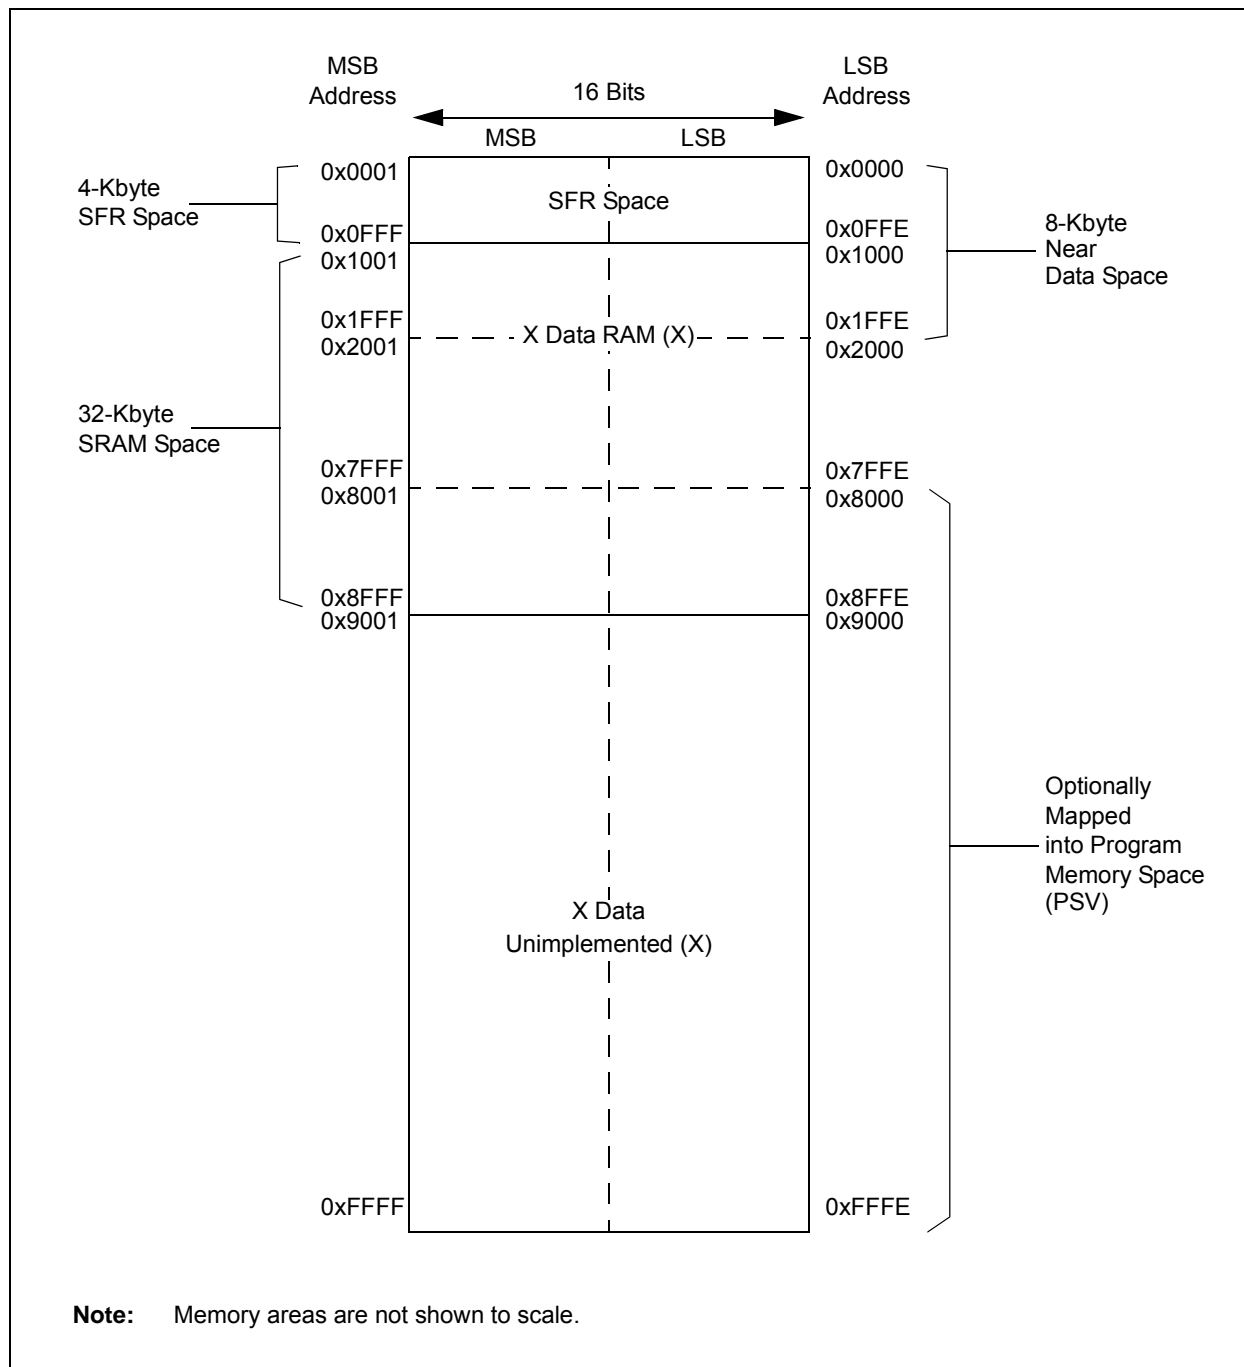 MSB
Address
16 Bits
LSB
Address
MSB
LSB
0x0001
0x0000
4-Kbyte
SFR Space
SFR Space
0x0FFF
0x0FFE
0x1001
0x1000
8-Kbyte
Near
Data Space
0x1FFF
0x1FFE
X Data RAM (X)
0x2001
0x2000
32-Kbyte
SRAM Space
0x7FFF
0x7FFE
0x8001
0x8000
0x8FFF
0x8FFE
0x9001
0x9000
Optionally
Mapped
into Program
Memory Space
(PSV)
X Data
Unimplemented (X)
0xFFFF
0xFFFE
Note: Memory areas are not shown to scale.